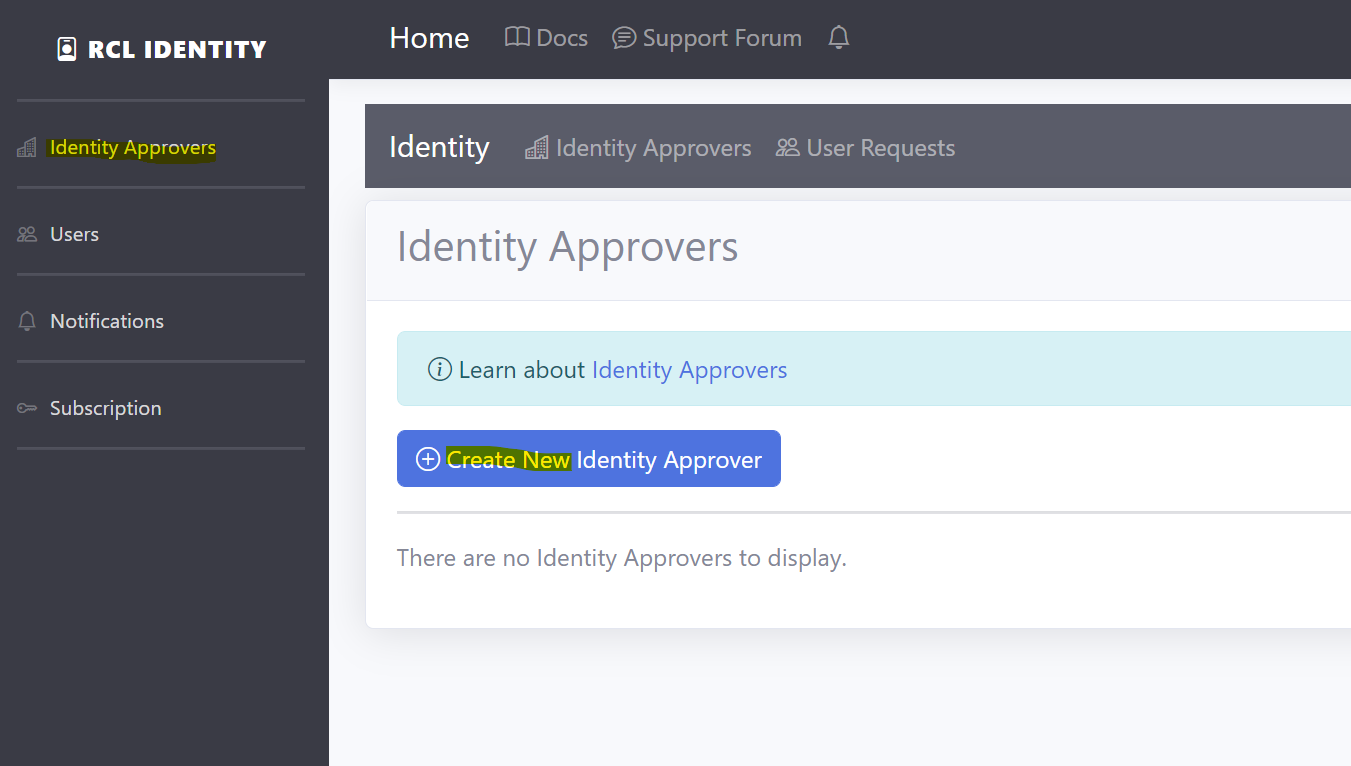 RCL IDENTITY
Home Docs Support Forum
Identity Approvers
Users
Notifications
Subscription
Identity Identity Approvers User Requests
Identity Approvers
Learn about Identity Approvers
Create New Identity Approver
There are no Identity Approvers to display.